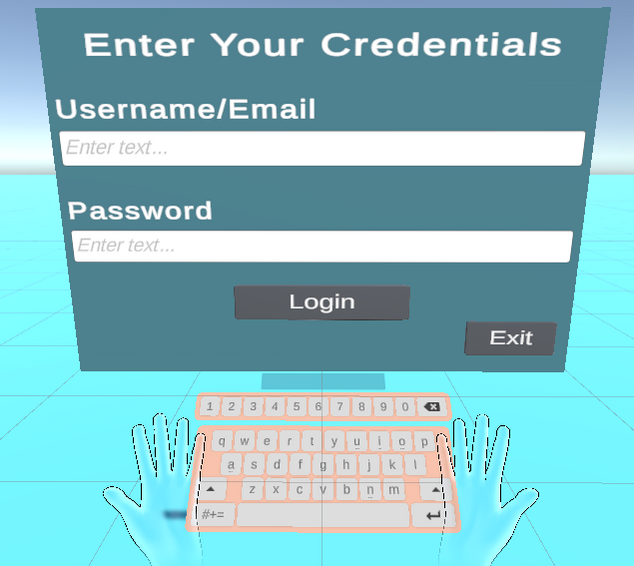 Enter Your Credentials
Username/Email
Enter text...
Password
Enter text...
Login
Exit
1 2 3 4 5 6 7 8 9 0
q w e r t y u i o p
a s d f g h j k l
z x c v b n m
#+=